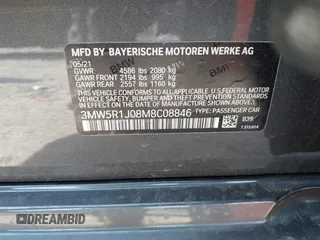 MFD BY BAYERISCHE MOTOREN WERKE AG
05/21
GVWR 4586 lbs 2080 kg
GAWR FRONT 2194 lbs 995 kg
GAWR REAR 2557 lbs 1160 kg
THIS VEHICLE CONFORMS TO ALL APPLICABLE FEDERAL
MOTOR VEHICLE SAFETY, BUMPER, AND THEFT PREVENTION STANDARDS
IN EFFECT ON THE DATE OF MANUFACTURE SHOWN ABOVE.
3MW5R1J08M8C08846 TYPE: PASSENGER CAR
B39
DREAMBID